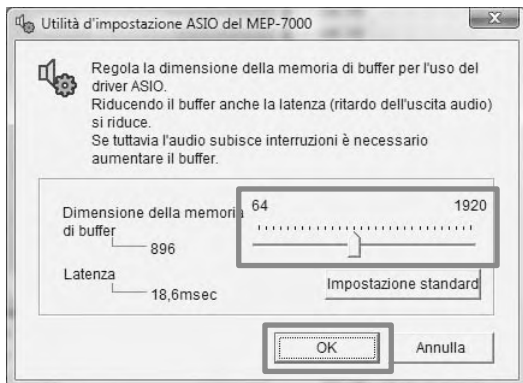 Utilità d'impostazione ASIO del MEP-7000
Regola la dimensione della memoria di buffer per l'uso del
driver ASIO.
Riducendo il buffer anche la latenza (ritardo dell'uscita audio)
si riduce.
Se tuttavia l'audio subisce interruzioni è necessario
aumentare il buffer.
Dimensione della memoria
di buffer
896
64 1920
Latenza
18,6msec
Impostazione standard
OK Annulla